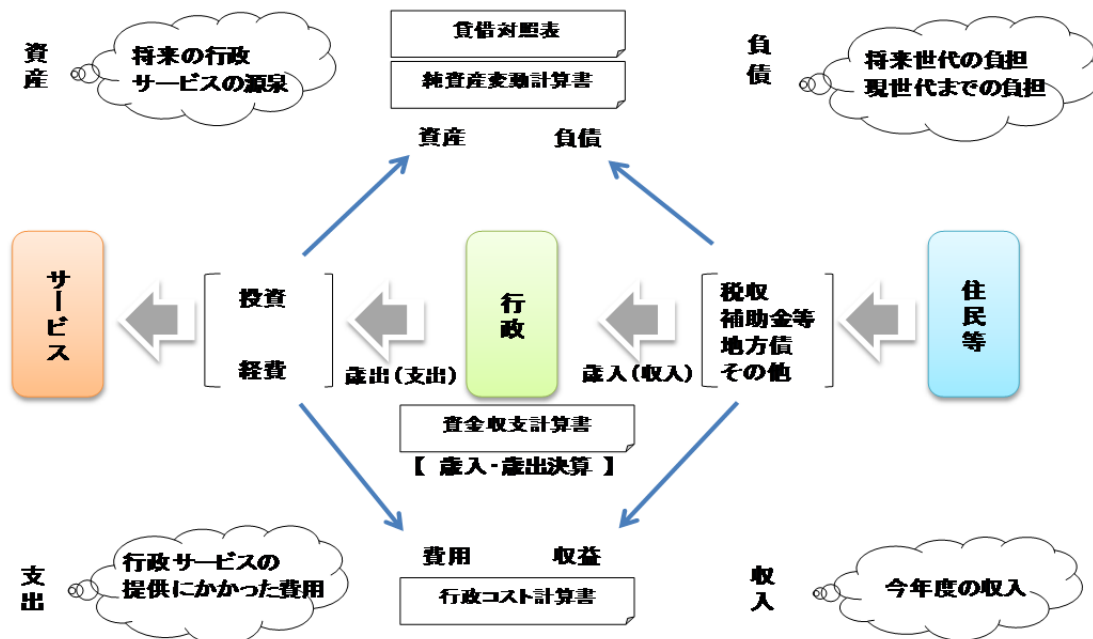 資産
将来の行政
サービスの源泉
貸借対照表
純資産変動計算書
資産 負債
負債
将来世代の負担
現世代までの負担
サービス
投資
経費
歳出(支出)
行政
歳入(収入)
税収
補助金等
地方債
その他
住民等
資金収支計算書
【 歳入・歳出決算 】
支出
行政サービスの
提供にかかった費用
費用 収益
行政コスト計算書
収入
今年度の収入